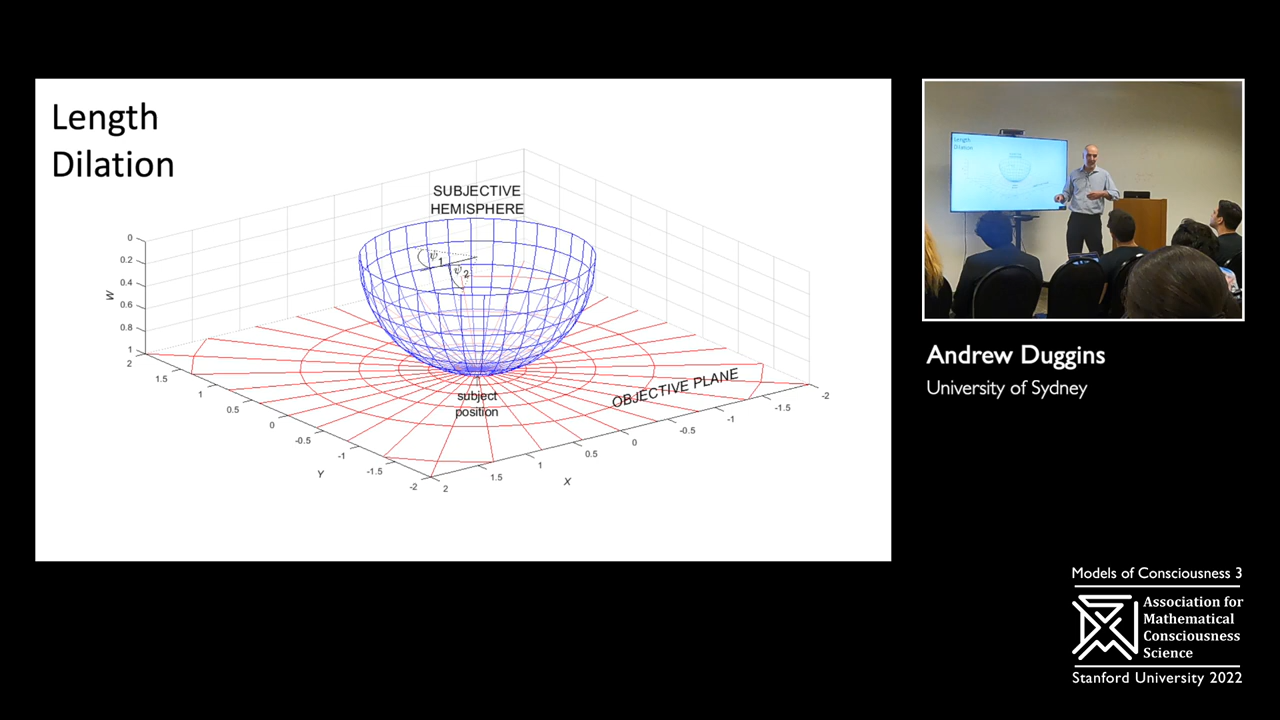 Length
Dilation
SUBJECTIVE
HEMISPHERE
ψ1
ψ2
0
0.2
0.4
0.6
0.8
1
W
2
1.5
1
0.5
0
-0.5
-1
-1.5
-2
Y
subject
position
OBJECTIVE PLANE
2
1.5
1
0.5
0
-0.5
-1
-1.5
-2
X
Length
Dilation
Andrew Duggins
University of Sydney
Models of Consciousness 3
Association for
Mathematical
Consciousness
Science
Stanford University 2022